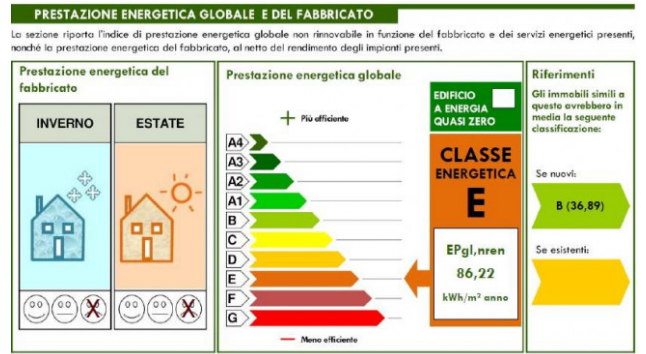 PRESTAZIONE ENERGETICA GLOBALE E DEL FABBRICATO
La sezione riporta l'indice di prestazione energetica globale non rinnovabile in funzione del fabbricato e dei servizi energetici presenti,
nonché la prestazione energetica del fabbricato, al netto del rendimento degli impianti presenti.
Prestazione energetica del
fabbricato
INVERNO
ESTATE
Prestazione energetica globale
+ Più efficiente
A4
A3
A2
A1
B
C
D
E
F
G
— Meno efficiente
EDIFICIO
A ENERGIA
QUASI ZERO
CLASSE
ENERGETICA
E
EPgl,nren
86,22
kWh/m² anno
Riferimenti
Gli immobili simili a
questo avrebbero in
media la seguente
classificazione:
Se nuovi:
B (36,89)
Se esistenti: